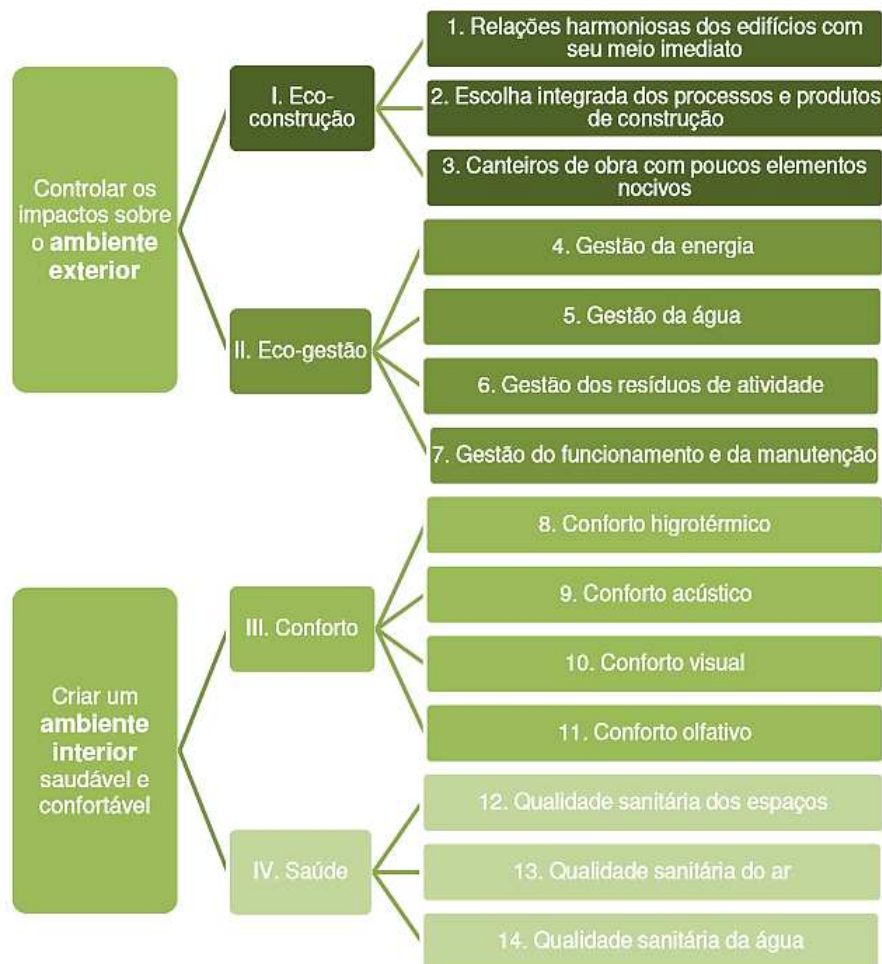 Controlar os
impactos sobre
o ambiente
exterior
I. Eco-
construção
1. Relações harmoniosas dos edifícios com
seu meio imediato
2. Escolha integrada dos processos e produtos
de construção
3. Canteiros de obra com poucos elementos
nocivos
II. Eco-gestão
4. Gestão da energia
5. Gestão da água
6. Gestão dos resíduos de atividade
7. Gestão do funcionamento e da manutenção
Criar um
ambiente
interior
saudável e
confortável
III. Conforto
8. Conforto higrotérmico
9. Conforto acústico
10. Conforto visual
11. Conforto olfativo
IV. Saúde
12. Qualidade sanitária dos espaços
13. Qualidade sanitária do ar
14. Qualidade sanitária da água